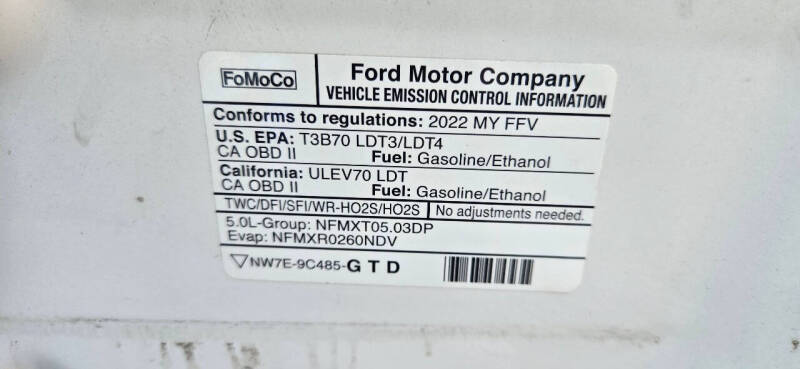 FoMoCo
Ford Motor Company
VEHICLE EMISSION CONTROL INFORMATION
Conforms to regulations: 2022 MY FFV
U.S. EPA: T3B70 LDT3/LDT4
CA OBD II Fuel: Gasoline/Ethanol
California: ULEV70 LDT
CA OBD II Fuel: Gasoline/Ethanol
TWC/DFI/SFI/WR-HO2S/HO2S No adjustments needed.
5.0L-Group: NFMXT05.03DP
Evap: NFMXR0260NDV
NW7E-9C485-G T D